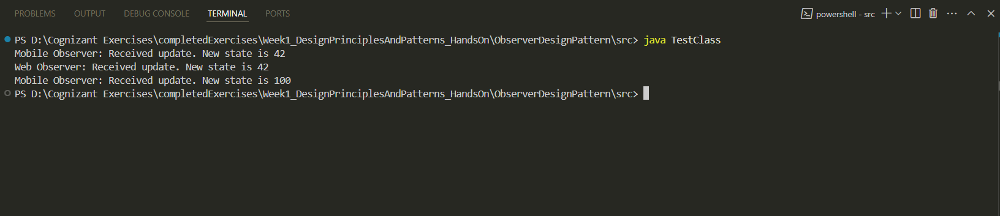 PROBLEMS OUTPUT DEBUG CONSOLE TERMINAL PORTS powershell - src
PS D:\Cognizant Exercises\completedExercises\Week1_DesignPrinciplesAndPatterns_HandsOn\ObserverDesignPattern\src> java TestClass
Mobile Observer: Received update. New state is 42
Web Observer: Received update. New state is 42
Mobile Observer: Received update. New state is 100
PS D:\Cognizant Exercises\completedExercises\Week1_DesignPrinciplesAndPatterns_HandsOn\ObserverDesignPattern\src>